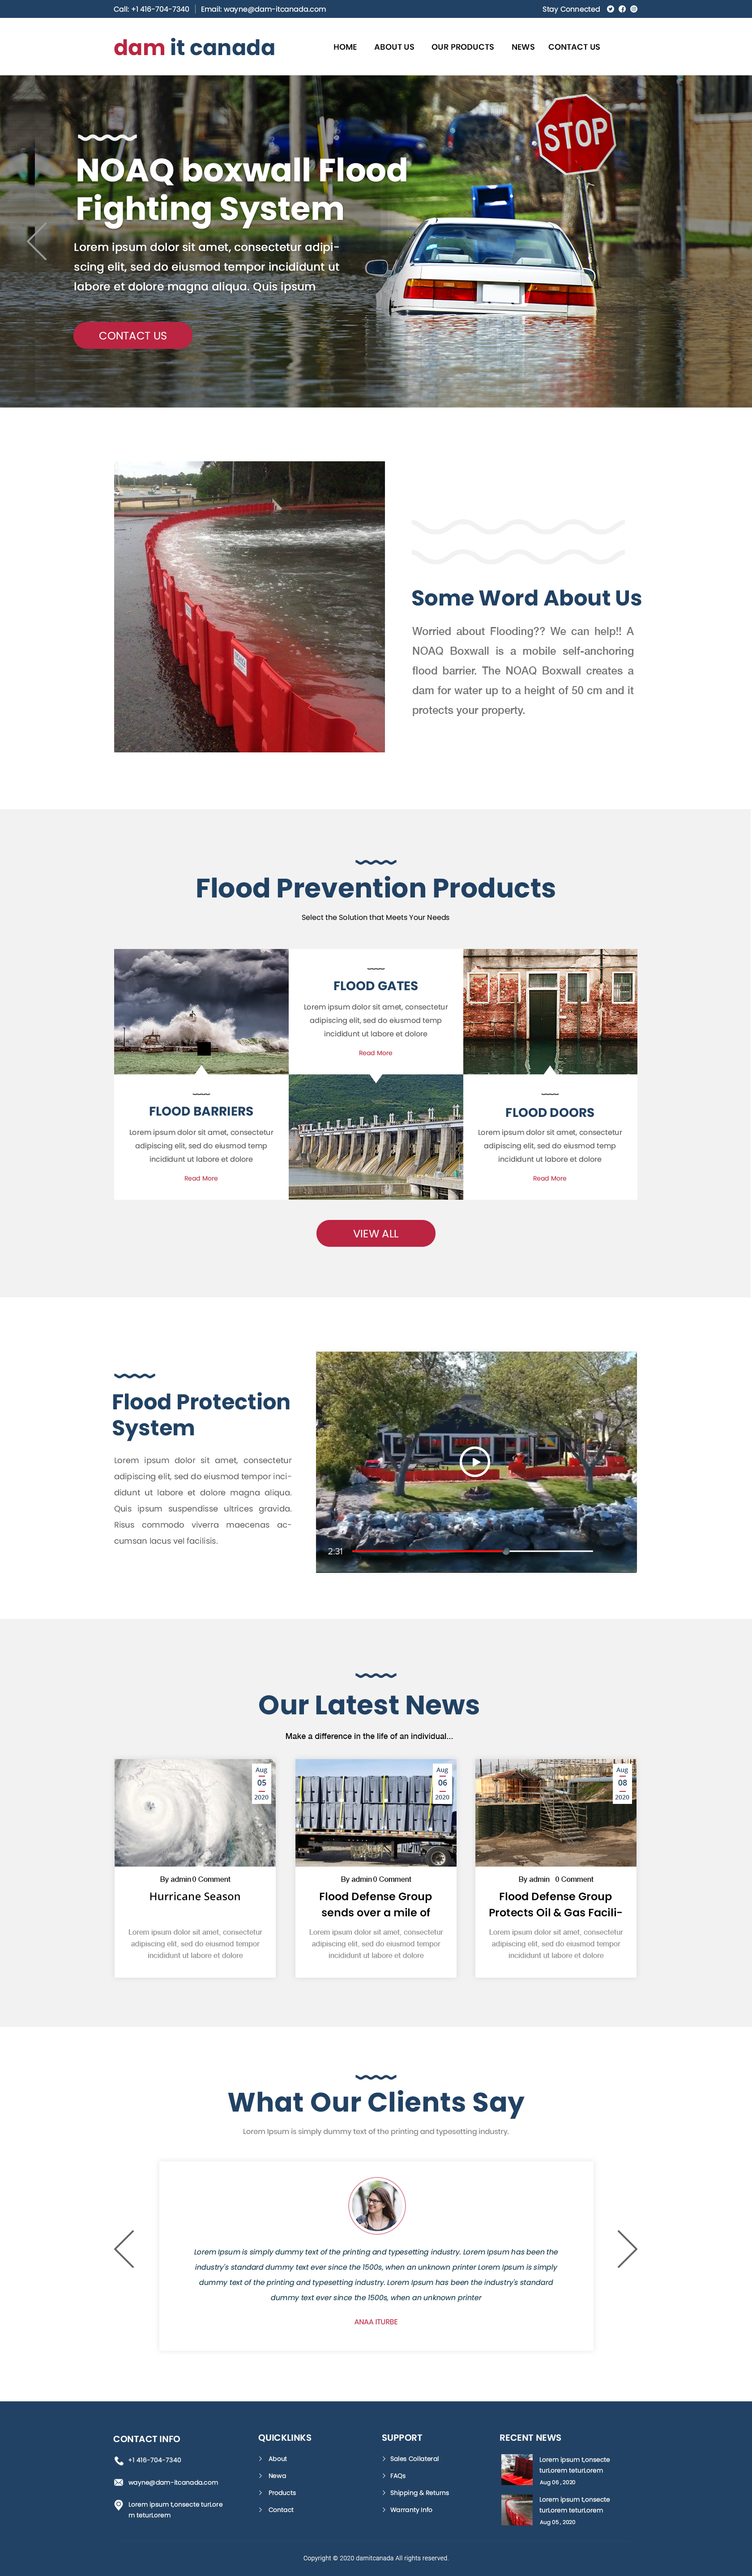 Call: +1 416-704-7340 Email: wayne@dam-itcanada.com Stay Connected
dam it canada
HOME ABOUT US OUR PRODUCTS NEWS CONTACT US
STOP
NOAQ boxwall Flood
Fighting System
Lorem ipsum dolor sit amet, consectetur adipi-
scing elit, sed do eiusmod tempor incididunt ut
labore et dolore magna aliqua. Quis ipsum
CONTACT US
Some Word About Us
Worried about Flooding?? We can help!! A
NOAQ Boxwall is a mobile self-anchoring
flood barrier. The NOAQ Boxwall creates a
dam for water up to a height of 50 cm and it
protects your property.
Flood Prevention Products
Select the Solution that Meets Your Needs
FLOOD GATES
Lorem ipsum dolor sit amet, consectetur
adipiscing elit, sed do eiusmod temp
incididunt ut labore et dolore
Read More
FLOOD BARRIERS
Lorem ipsum dolor sit amet, consectetur
adipiscing elit, sed do eiusmod temp
incididunt ut labore et dolore
Read More
FLOOD DOORS
Lorem ipsum dolor sit amet, consectetur
adipiscing elit, sed do eiusmod temp
incididunt ut labore et dolore
Read More
VIEW ALL
Flood Protection
System
Lorem ipsum dolor sit amet, consectetur
adipiscing elit, sed do eiusmod tempor inci-
didunt ut labore et dolore magna aliqua.
Quis ipsum suspendisse ultrices gravida.
Risus commodo viverra maecenas ac-
cumsan lacus vel facilisis.
2:31
Our Latest News
Make a difference in the life of an individual...
Aug
05
2020
By admin 0 Comment
Hurricane Season
Lorem ipsum dolor sit amet, consectetur
adipiscing elit, sed do eiusmod tempor
incididunt ut labore et dolore
Aug
06
2020
By admin 0 Comment
Flood Defense Group
sends over a mile of
Lorem ipsum dolor sit amet, consectetur
adipiscing elit, sed do eiusmod tempor
incididunt ut labore et dolore
Aug
08
2020
By admin 0 Comment
Flood Defense Group
Protects Oil & Gas Facili-
Lorem ipsum dolor sit amet, consectetur
adipiscing elit, sed do eiusmod tempor
incididunt ut labore et dolore
What Our Clients Say
Lorem Ipsum is simply dummy text of the printing and typesetting industry.
Lorem Ipsum is simply dummy text of the printing and typesetting industry. Lorem Ipsum has been the
industry's standard dummy text ever since the 1500s, when an unknown printer Lorem Ipsum is simply
dummy text of the printing and typesetting industry. Lorem Ipsum has been the industry's standard
dummy text ever since the 1500s, when an unknown printer
ANAA ITURBE
CONTACT INFO
+1 416-704-7340
wayne@dam-itcanada.com
Lorem ipsum t,onsecte turLore
m teturLorem
QUICKLINKS
About
Newa
Products
Contact
SUPPORT
Sales Collateral
FAQs
Shipping & Returns
Warranty Info
RECENT NEWS
Lorem ipsum t,onsecte
turLorem teturLorem
Aug 06 , 2020
Lorem ipsum t,onsecte
turLorem teturLorem
Aug 05 , 2020
Copyright © 2020 damitcanada All rights reserved.